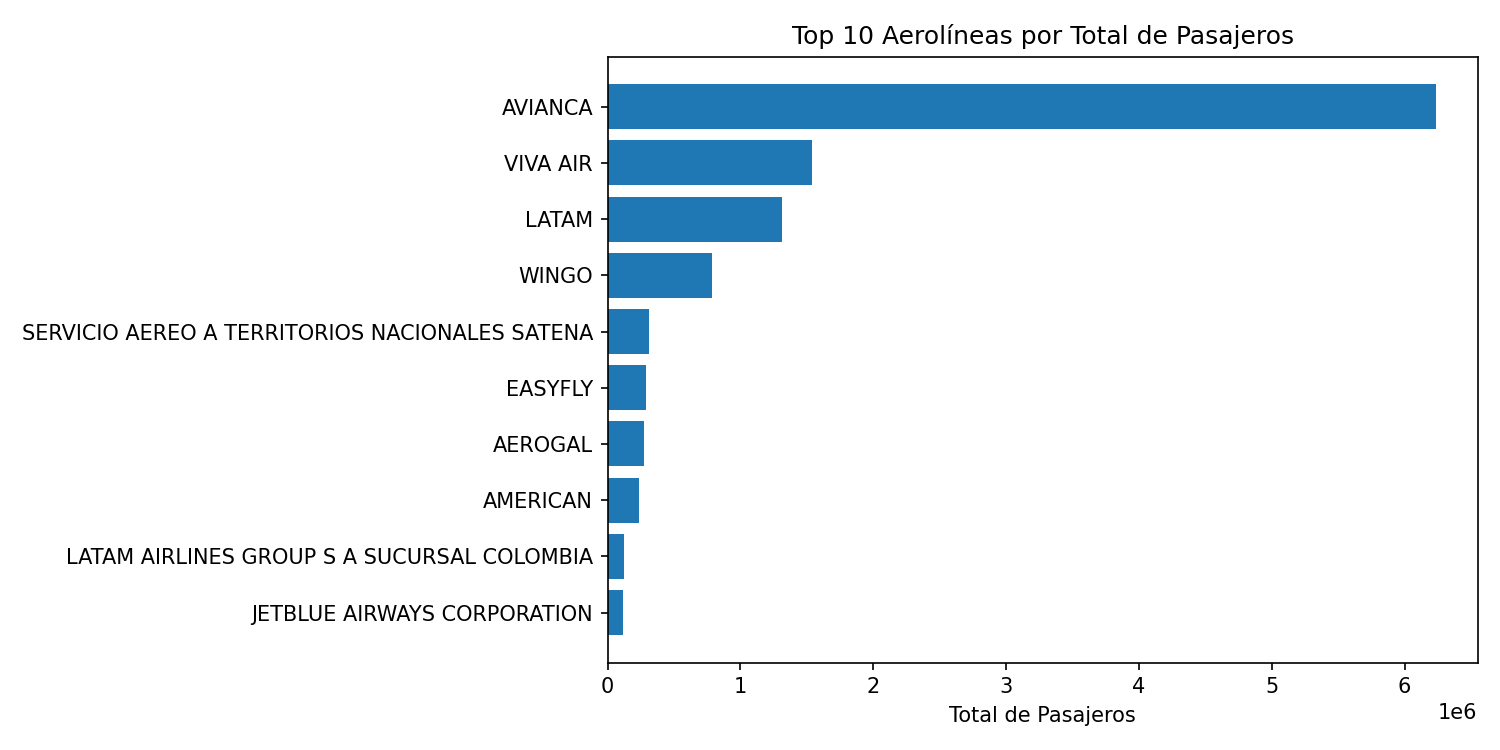 Top 10 Aerolíneas por Total de Pasajeros
AVIANCA
VIVA AIR
LATAM
WINGO
SERVICIO AEREO A TERRITORIOS NACIONALES SATENA
EASYFLY
AEROGAL
AMERICAN
LATAM AIRLINES GROUP S A SUCURSAL COLOMBIA
JETBLUE AIRWAYS CORPORATION
0 1 2 3 4 5 6
1e6
Total de Pasajeros